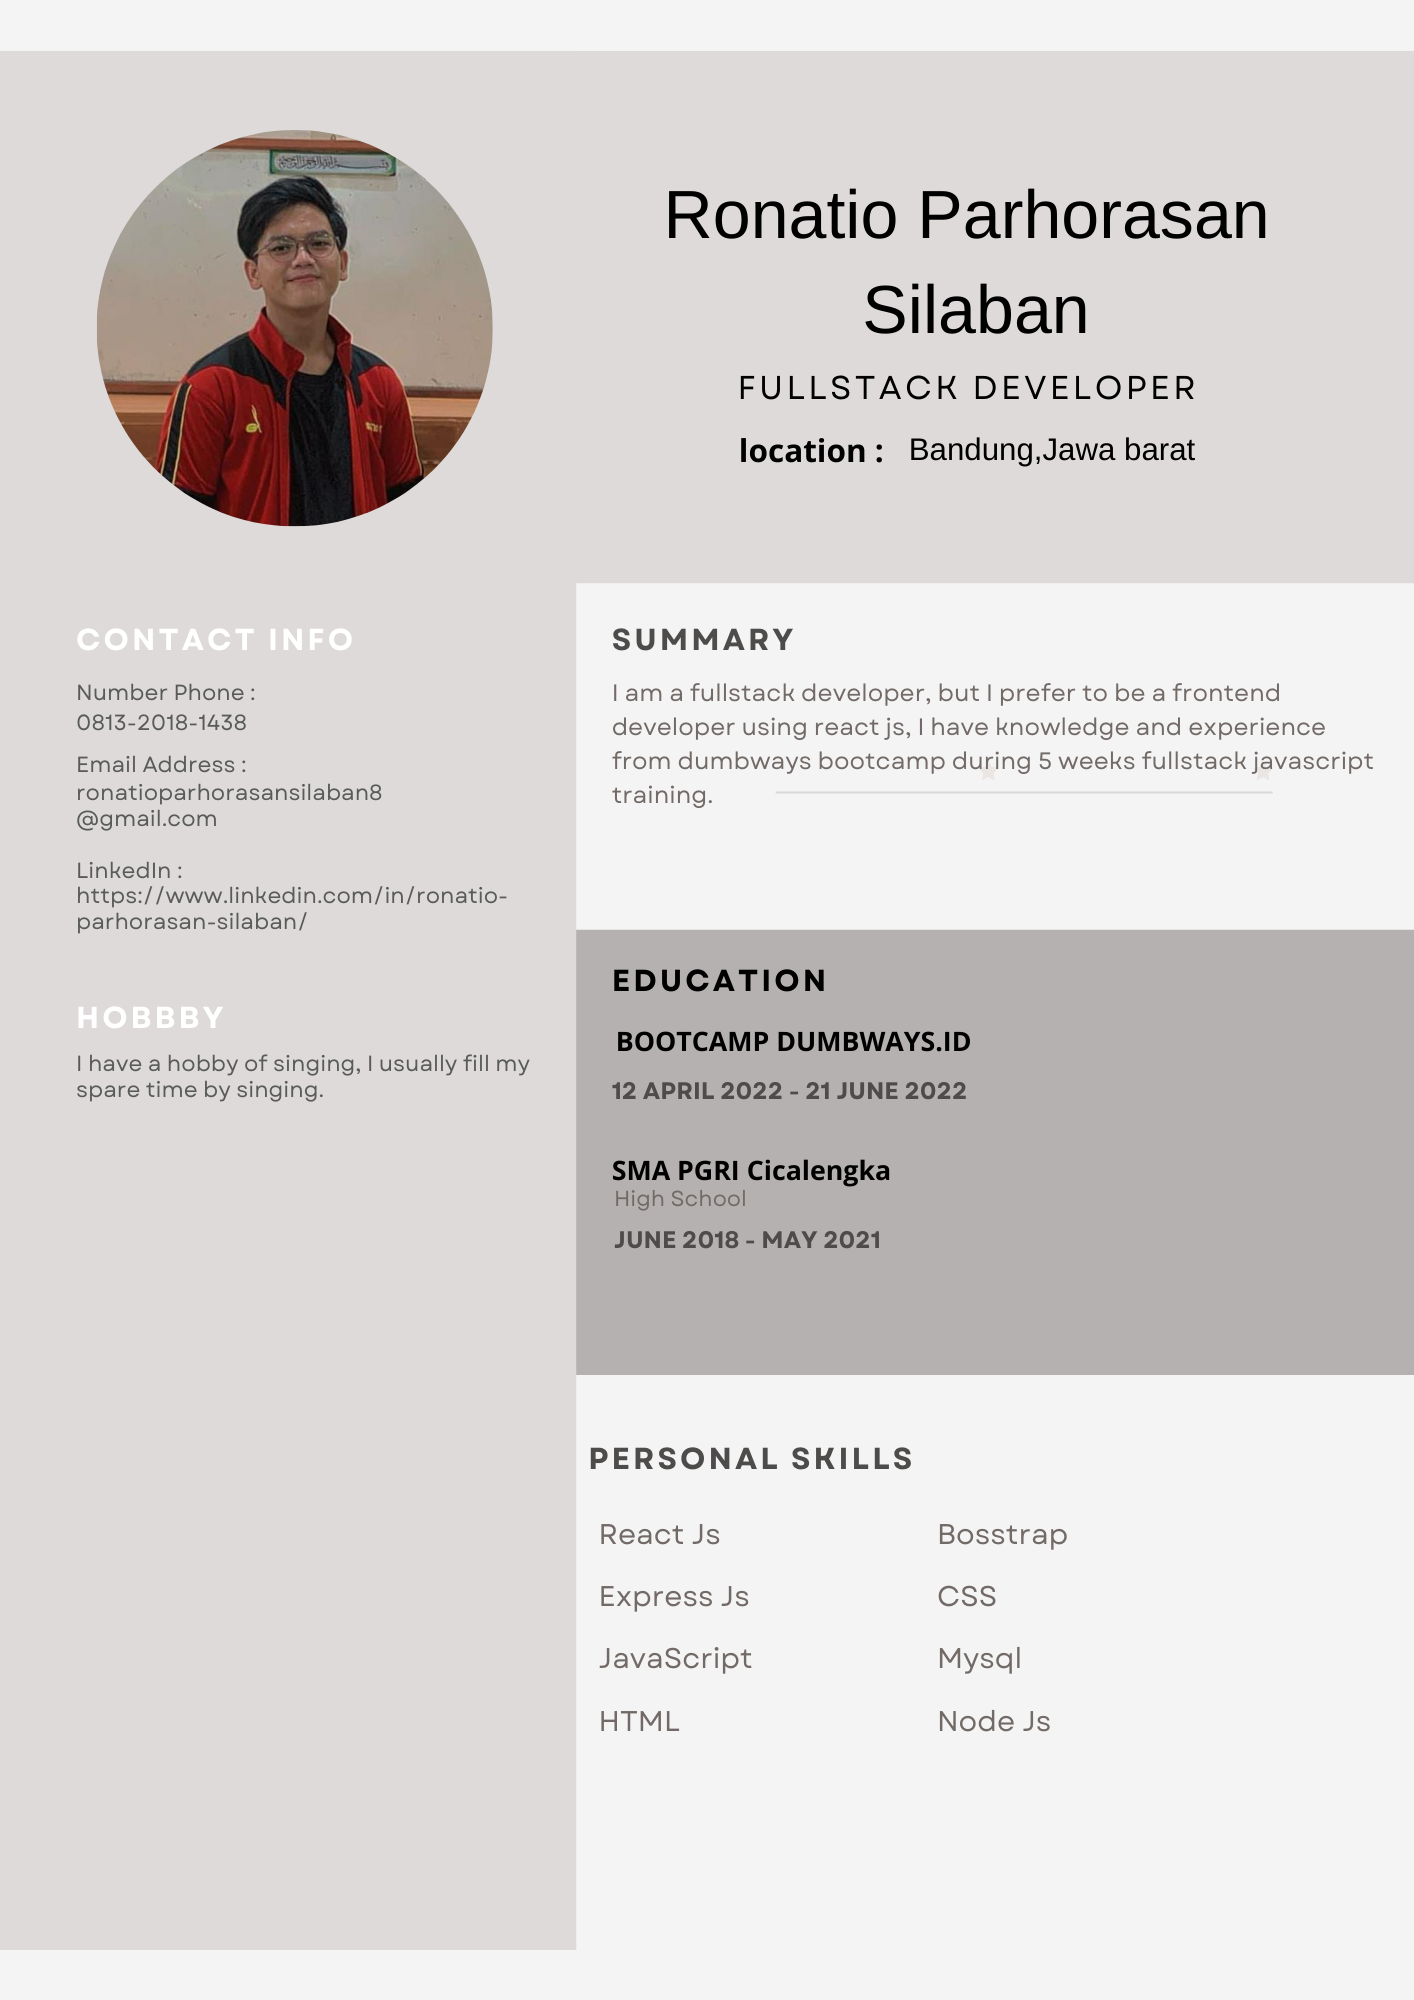 Ronatio Parhorasan
Silaban
FULLSTACK DEVELOPER
location : Bandung,Jawa barat
CONTACT INFO
Number Phone :
0813-2018-1438
Email Address :
ronatioparhorasansilaban8
@gmail.com
LinkedIn :
https://www.linkedin.com/in/ronatio-
parhorasan-silaban/
HOBBBY
I have a hobby of singing, I usually fill my
spare time by singing.
SUMMARY
I am a fullstack developer, but I prefer to be a frontend
developer using react js, I have knowledge and experience
from dumbways bootcamp during 5 weeks fullstack javascript
training.
EDUCATION
BOOTCAMP DUMBWAYS.ID
12 APRIL 2022 - 21 JUNE 2022
SMA PGRI Cicalengka
High School
JUNE 2018 - MAY 2021
PERSONAL SKILLS
React Js
Express Js
JavaScript
HTML
Bosstrap
CSS
Mysql
Node Js